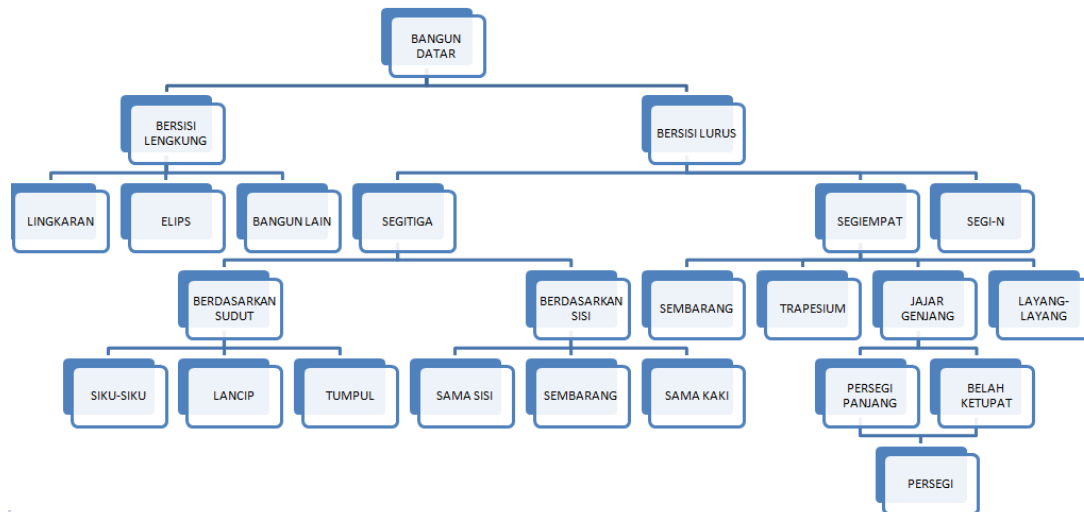 BANGUN
DATAR
BERSISI
LENGKUNG
BERSISI LURUS
LINGKARAN
ELIPS
BANGUN LAIN
SEGITIGA
SEGIEMPAT
SEGI-N
BERDASARKAN
SUDUT
BERDASARKAN
SISI
SEMBARANG
TRAPESIUM
JAJAR
GENJANG
LAYANG-
LAYANG
SIKU-SIKU
LANCIP
TUMPUL
SAMA SISI
SEMBARANG
SAMA KAKI
PERSEGI
PANJANG
BELAH
KETUPAT
PERSEGI